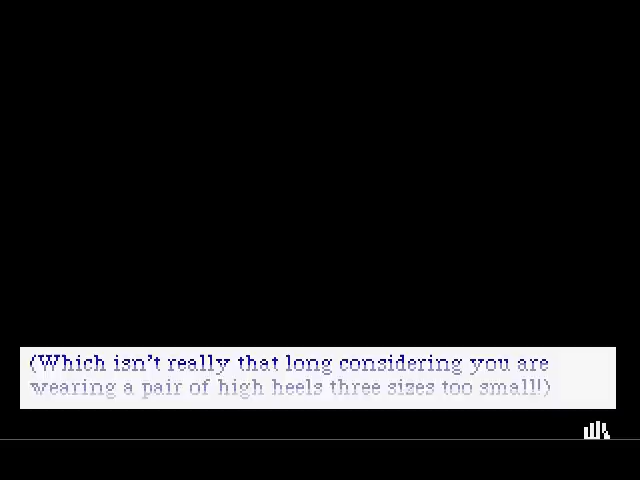 (Which isn't really that long considering you are
wearing a pair of high heels three sizes too small!)